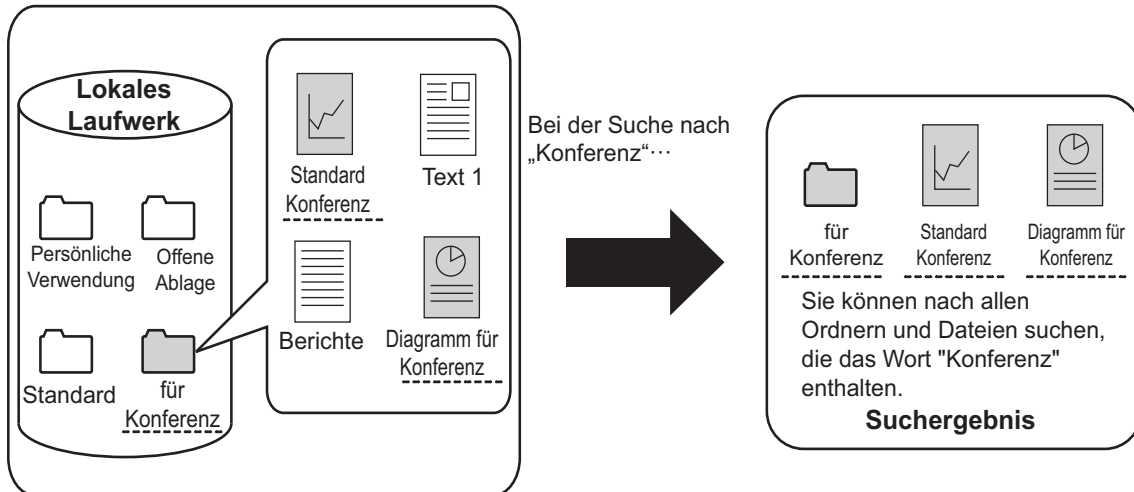 Lokales
Laufwerk
Persönliche
Verwendung
Offene
Ablage
Standard
für
Konferenz
Standard
Konferenz
Text 1
Berichte
Diagramm für
Konferenz
Bei der Suche nach
„Konferenz“···
für
Konferenz
Standard
Konferenz
Diagramm für
Konferenz
Sie können nach allen
Ordnern und Dateien suchen,
die das Wort "Konferenz"
enthalten.
Suchergebnis